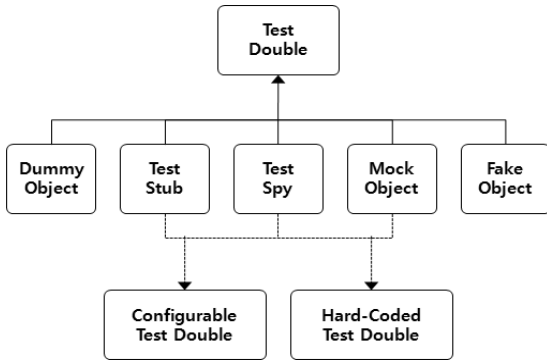 Test
Double
Dummy
Object
Test
Stub
Test
Spy
Mock
Object
Fake
Object
Configurable
Test Double
Hard-Coded
Test Double